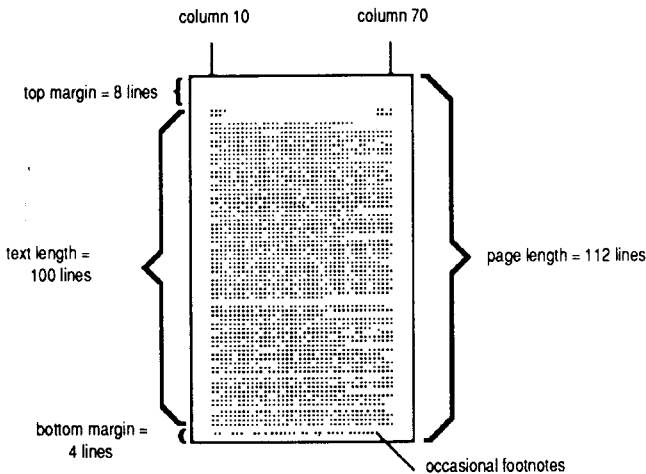 column 10
column 70
top margin = 8 lines
text length =
100 lines
page length = 112 lines
bottom margin =
4 lines
occasional footnotes